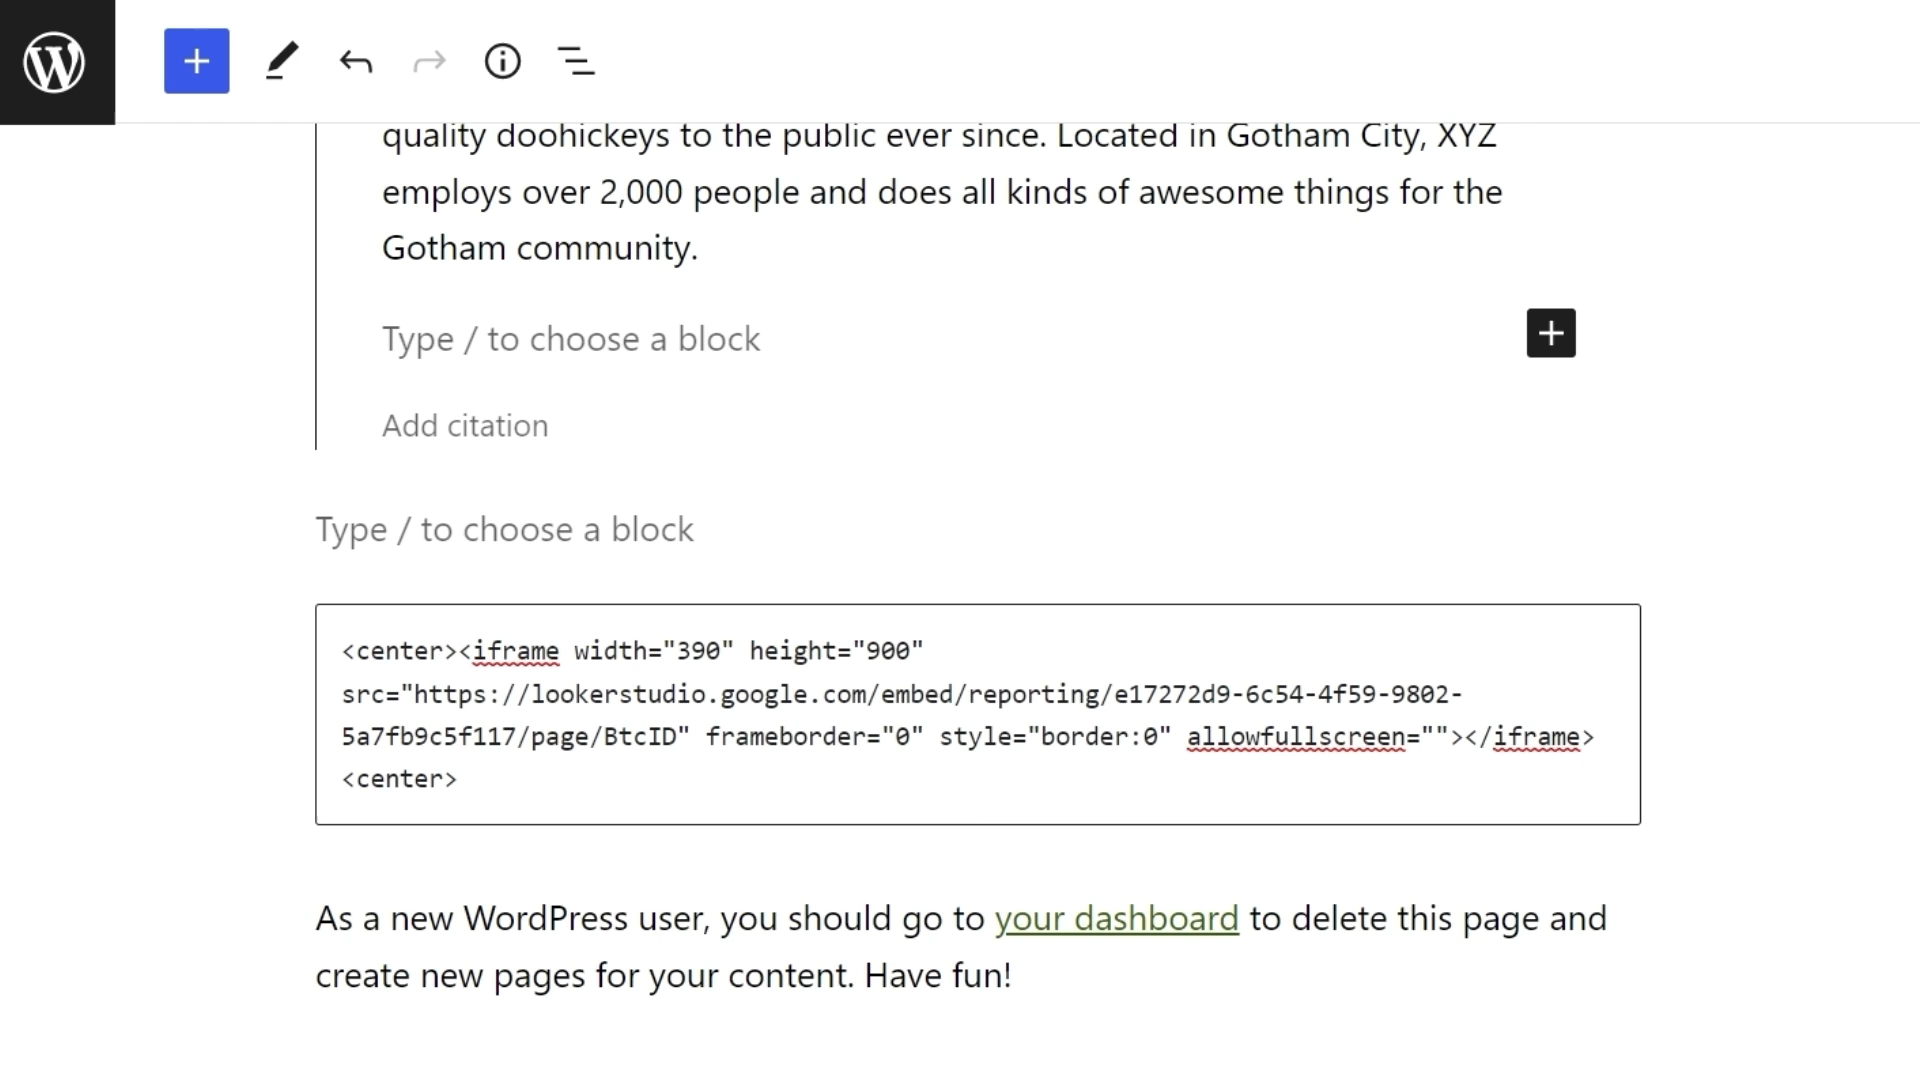 quality doohickeys to the public ever since. Located in Gotham City, XYZ
employs over 2,000 people and does all kinds of awesome things for the
Gotham community.
Type / to choose a block
Add citation
Type / to choose a block
<center><iframe width="390" height="900"
src="https://lookerstudio.google.com/embed/reporting/e17272d9-6c54-4f59-9802-
5a7fb9c5f117/page/BtcID" frameborder="0" style="border:0" allowfullscreen=""></iframe>
<center>
As a new WordPress user, you should go to your dashboard to delete this page and
create new pages for your content. Have fun!